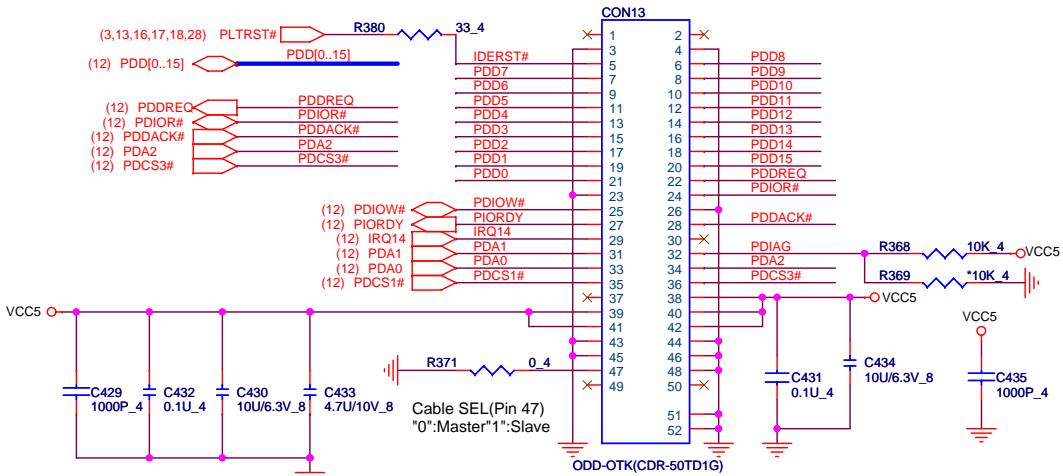 CON13
(3,13,16,17,18,28) PLTRST# R380 33_4
1 2
3 4
(12) PDD[0..15] PDD[0..15] IDERST# 5 6 PDD8
PDD7 7 8 PDD9
PDD6 9 10 PDD10
(12) PDDREQ PDDREQ PDD5 11 12 PDD11
(12) PDIOR# PDIOR# PDD4 13 14 PDD12
(12) PDDACK# PDDACK# PDD3 15 16 PDD13
(12) PDA2 PDA2 PDD2 17 18 PDD14
(12) PDCS3# PDCS3# PDD1 19 20 PDD15
PDD0 21 22 PDDREQ
23 24 PDIOR#
(12) PDIOW# PDIOW# 25 26
(12) PIORDY PIORDY 27 28 PDDACK#
(12) IRQ14 IRQ14 29 30
(12) PDA1 PDA1 31 32 PDIAG R368 10K_4 VCC5
(12) PDA0 PDA0 33 34 PDA2
(12) PDCS1# PDCS1# 35 36 PDCS3# R369 *10K_4
37 38 VCC5
VCC5 39 40 VCC5
41 42
43 44
45 46
R371 0_4 47 48
49 50
51
52
C429 1000P_4
C432 0.1U_4
C430 10U/6.3V_8
C433 4.7U/10V_8
C431 0.1U_4
C434 10U/6.3V_8
C435 1000P_4
Cable SEL(Pin 47)
"0":Master"1":Slave
ODD-OTK(CDR-50TD1G)